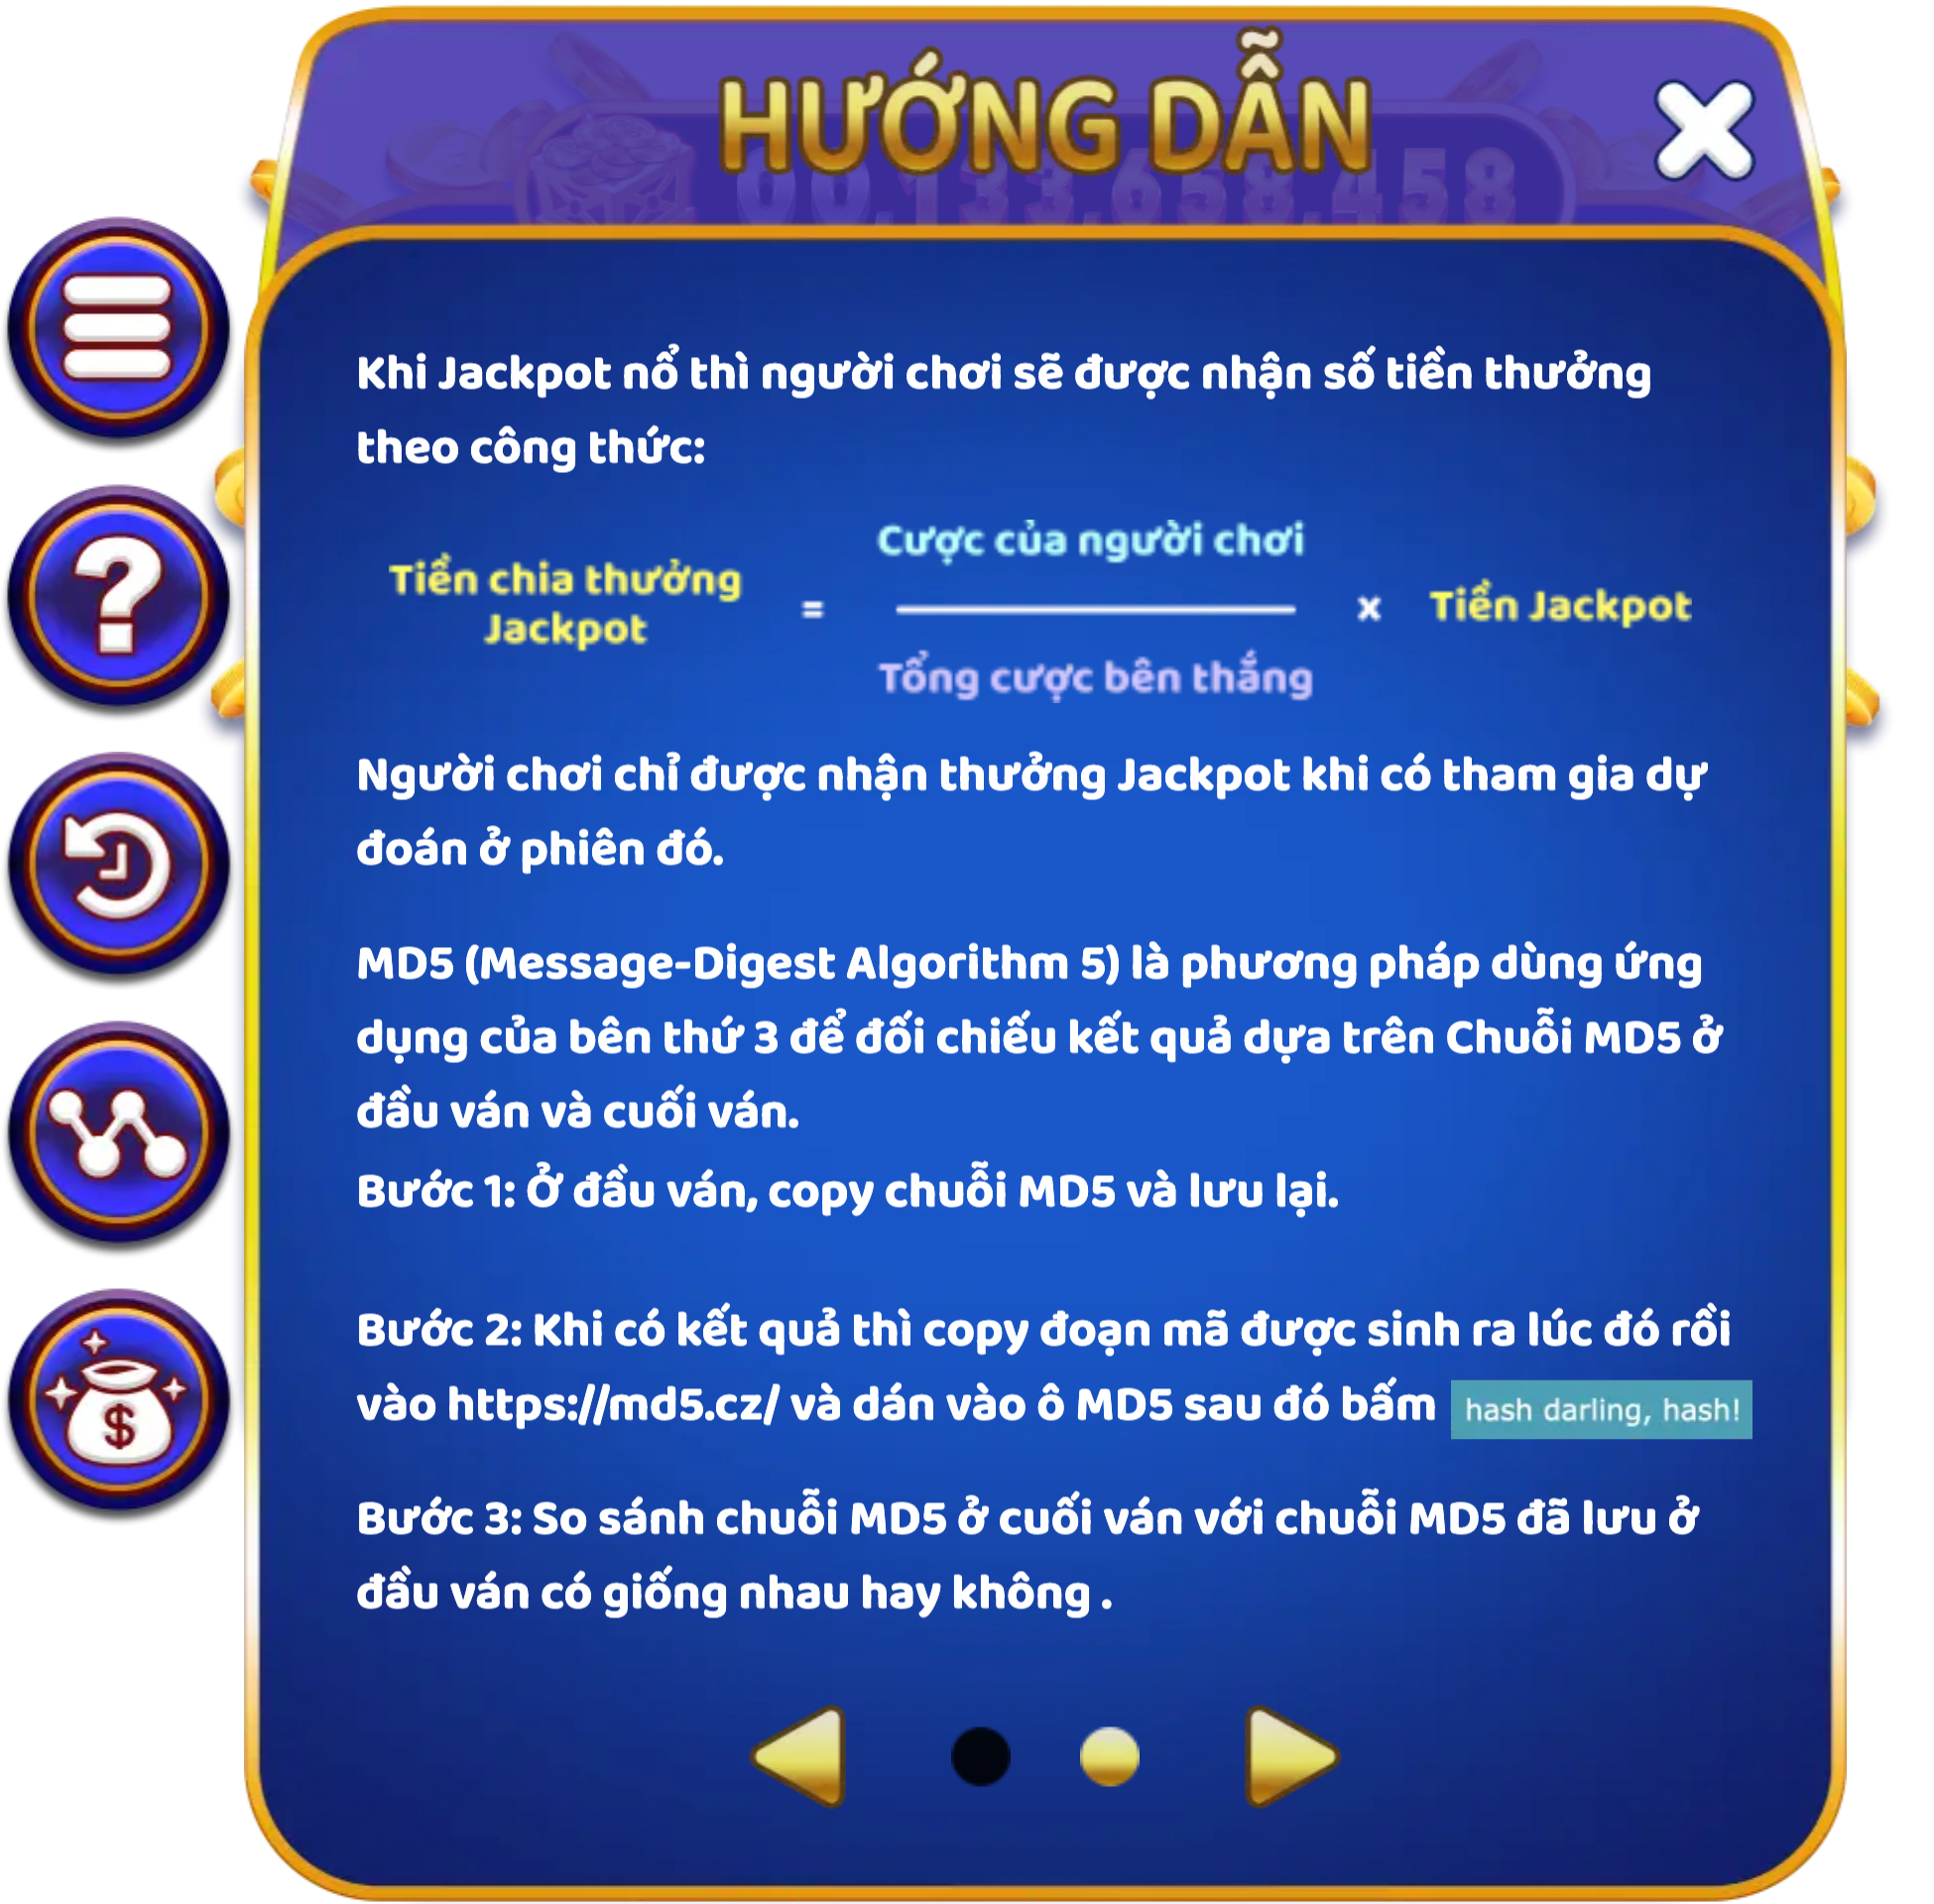 HƯỚNG DẪN
00.133.658.458
Khi Jackpot nổ thì người chơi sẽ được nhận số tiền thưởng
theo công thức:
Cược của người chơi
Tiền chia thưởng
Jackpot
=
x
Tiền Jackpot
Tổng cược bên thắng
Người chơi chỉ được nhận thưởng Jackpot khi có tham gia dự
đoán ở phiên đó.
MD5 (Message-Digest Algorithm 5) là phương pháp dùng ứng
dụng của bên thứ 3 để đối chiếu kết quả dựa trên Chuỗi MD5 ở
đầu ván và cuối ván.
Bước 1: Ở đầu ván, copy chuỗi MD5 và lưu lại.
Bước 2: Khi có kết quả thì copy đoạn mã được sinh ra lúc đó rồi
vào https://md5.cz/ và dán vào ô MD5 sau đó bấm hash darling, hash!
Bước 3: So sánh chuỗi MD5 ở cuối ván với chuỗi MD5 đã lưu ở
đầu ván có giống nhau hay không .